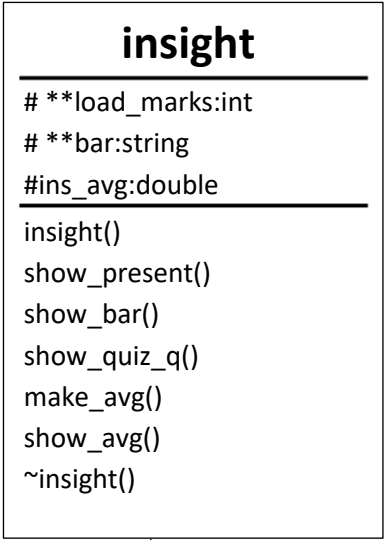 insight
# **load_marks:int
# **bar:string
#ins_avg:double
insight()
show_present()
show_bar()
show_quiz_q()
make_avg()
show_avg()
~insight()